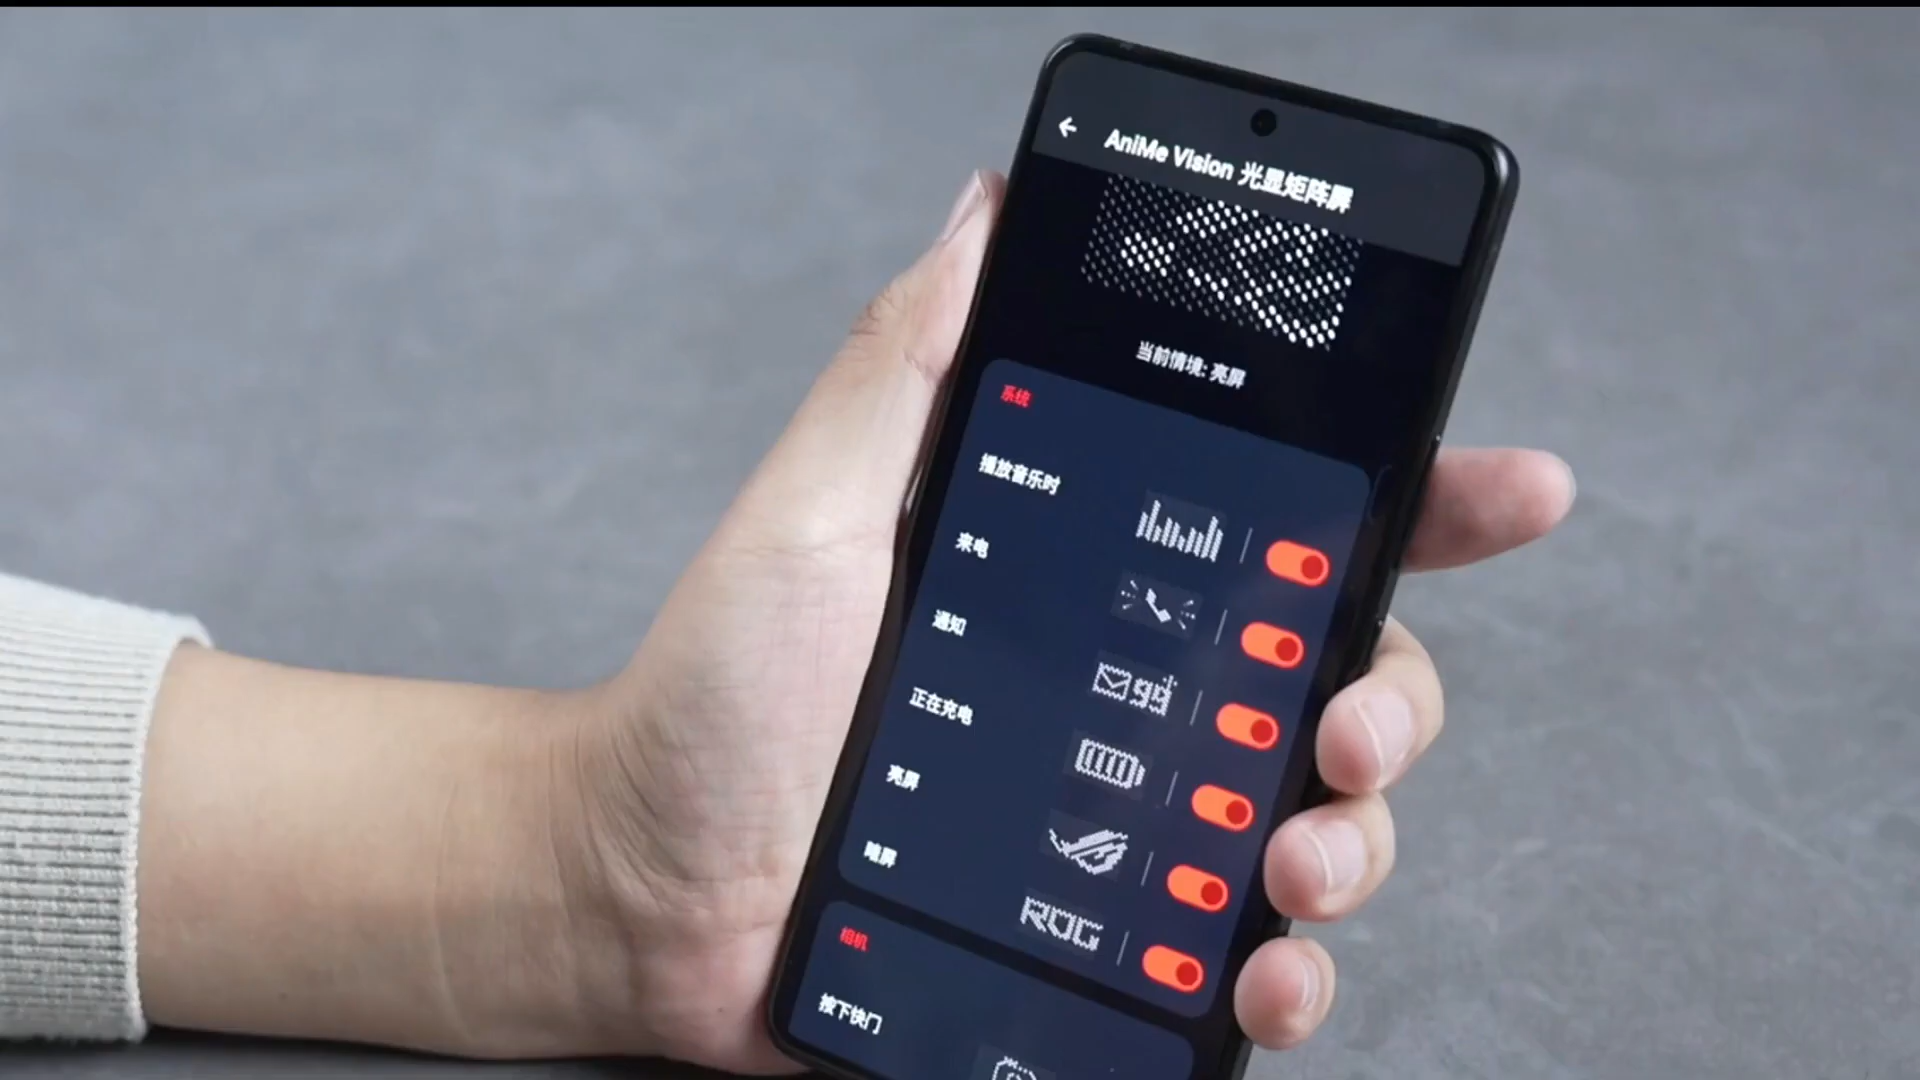 AniMe Vision 光显矩阵屏
当前情境: 亮屏
系统
播放音乐时
来电
通知
正在充电
亮屏
暗屏
ROG
相机
按下快门